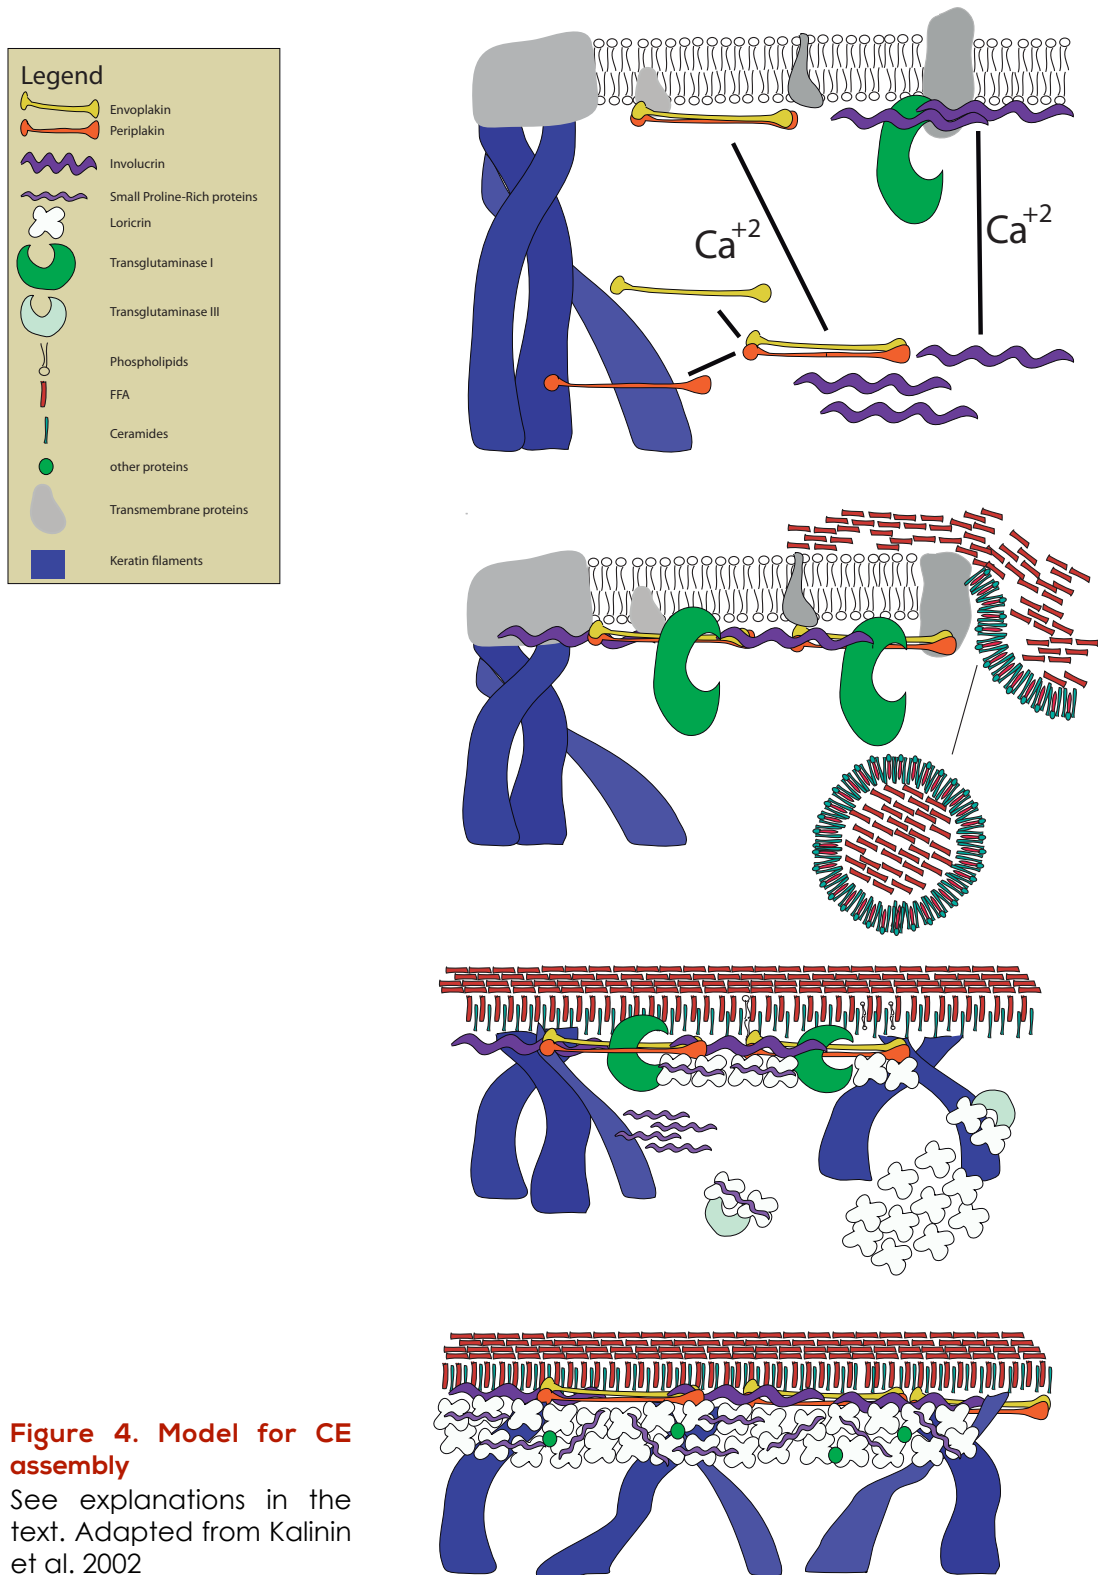 Legend
Envoplakin
Periplakin
Involucrin
Small Proline-Rich proteins
Loricrin
Transglutaminase I
Transglutaminase III
Phospholipids
FFA
Ceramides
other proteins
Transmembrane proteins
Keratin filaments
Ca+2
Ca+2
Figure 4. Model for CE
assembly
See explanations in the
text. Adapted from Kalinin
et al. 2002